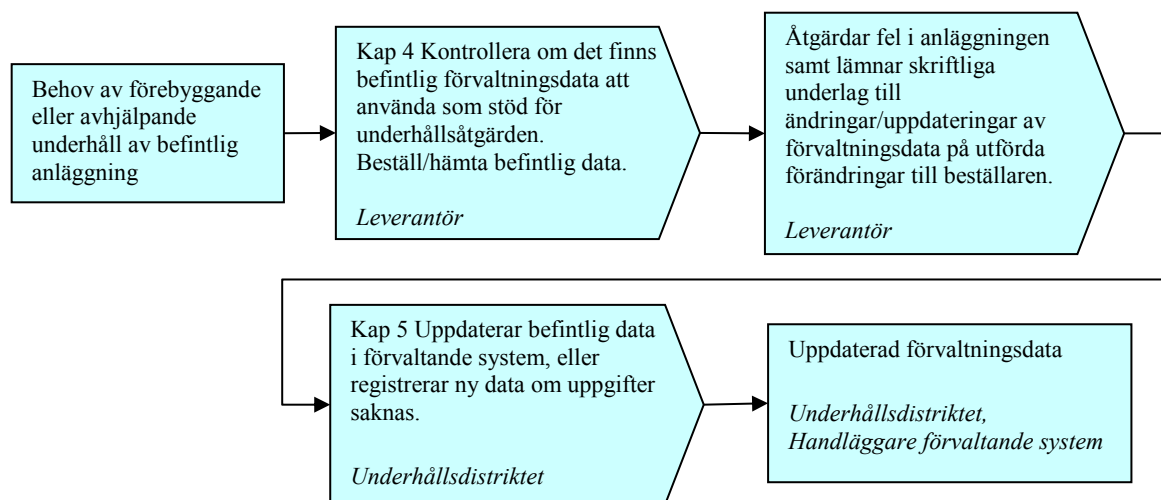 Behov av förebyggande
eller avhjälpande
underhåll av befintlig
anläggning
Kap 4 Kontrollera om det finns
befintlig förvaltningsdata att
använda som stöd för
underhållsåtgärden.
Beställ/hämta befintlig data.
Leverantör
Åtgärdar fel i anläggningen
samt lämnar skriftliga
underlag till
ändringar/uppdateringar av
förvaltningsdata på utförda
förändringar till beställaren.
Leverantör
Kap 5 Uppdaterar befintlig data
i förvaltande system, eller
registrerar ny data om uppgifter
saknas.
Underhållsdistriktet
Uppdaterad förvaltningsdata
Underhållsdistriktet,
Handläggare förvaltande system